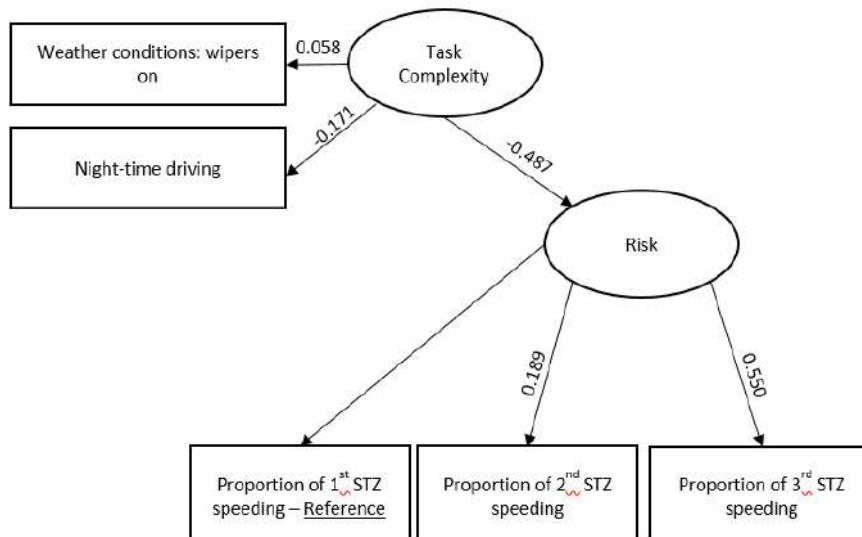 Weather conditions: wipers
on
0.058
Task
Complexity
-0.171
Night-time driving
-0.487
Risk
0.189
0.550
Proportion of 1st STZ
speeding – Reference
Proportion of 2nd STZ
speeding
Proportion of 3rd STZ
speeding